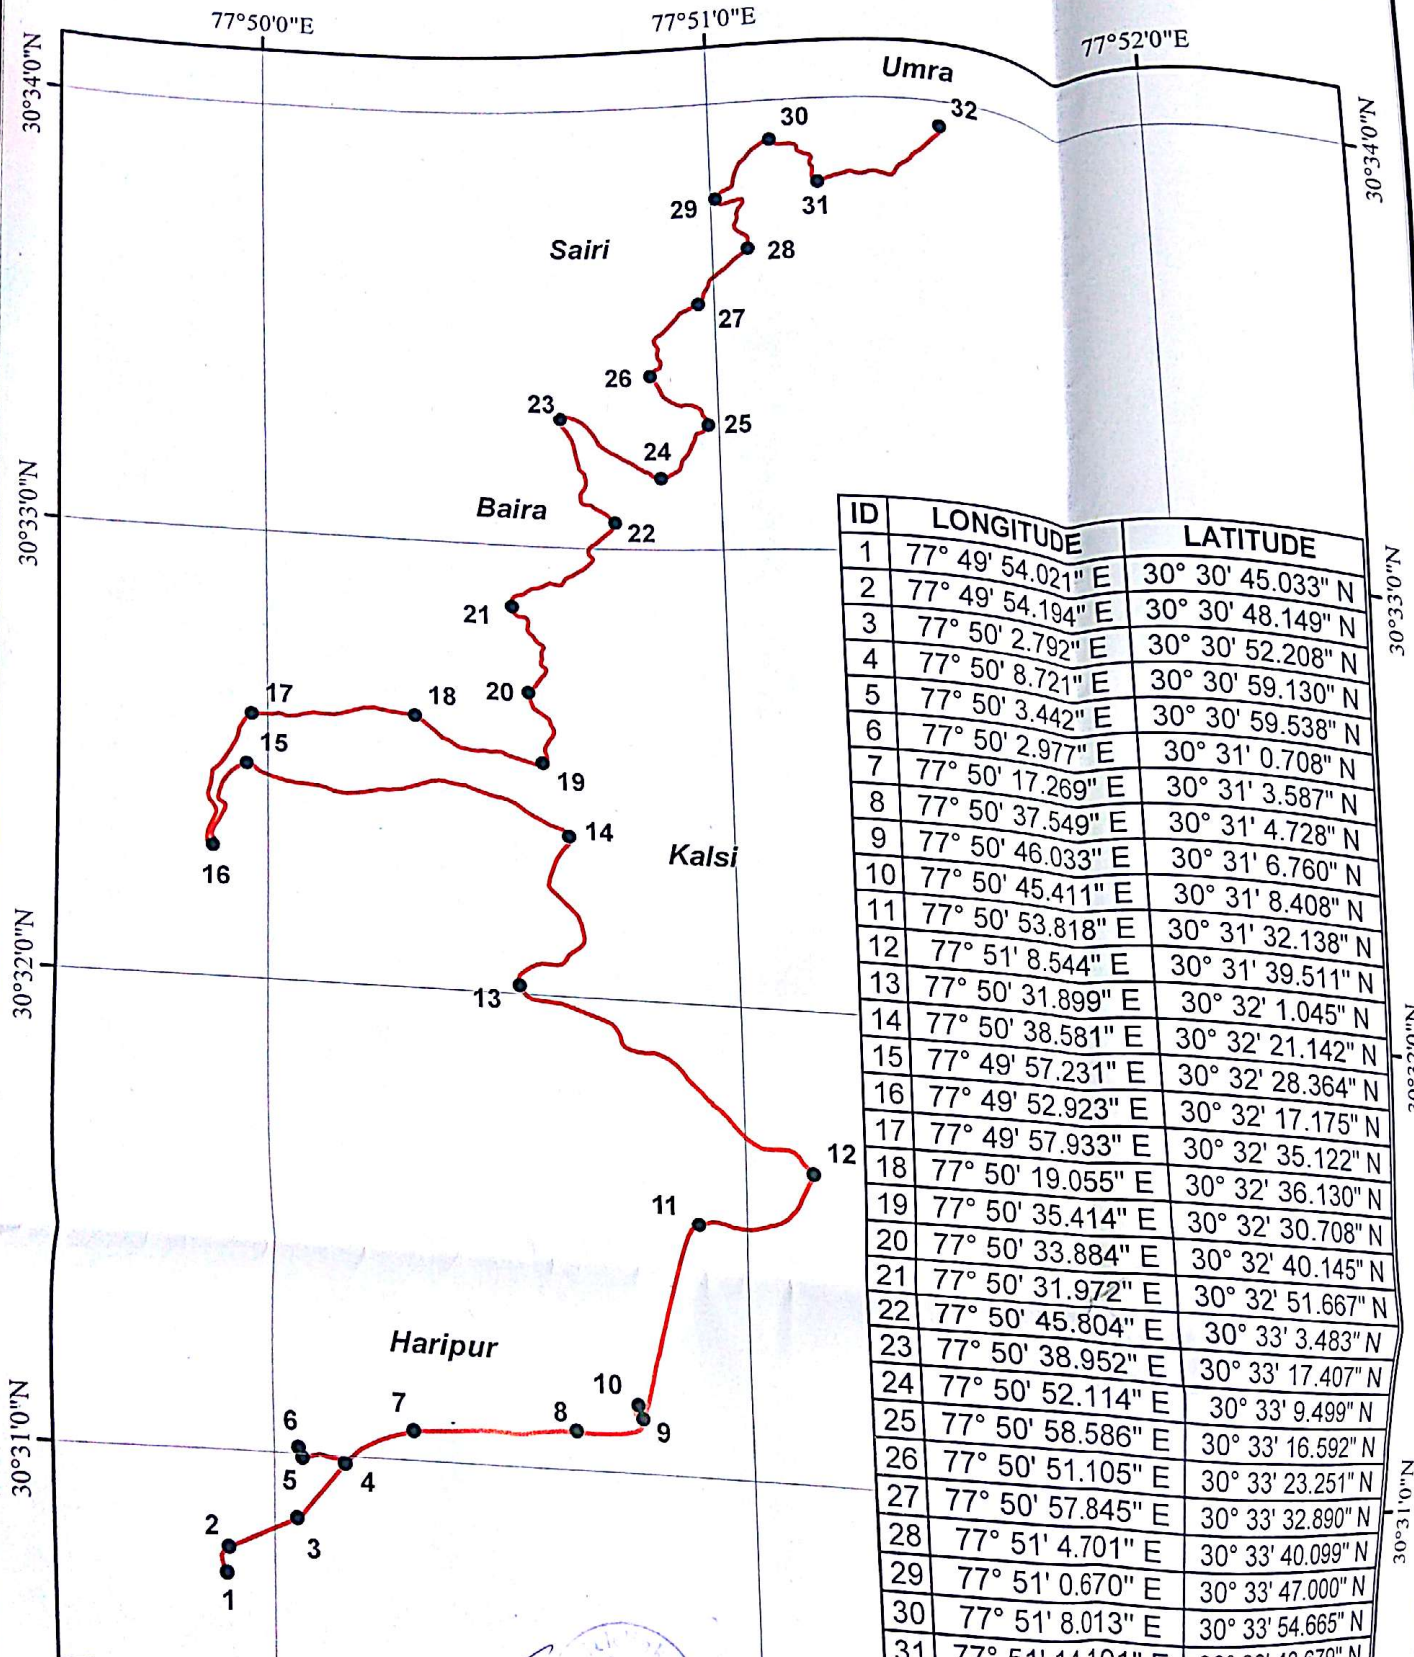 77°50'0"E
77°51'0"E
77°52'0"E
30°34'0"N
30°34'0"N
Umra
32
30
31
29
28
Sairi
27
26
25
23
24
Baira
22
30°33'0"N
30°33'0"N
21
20
17
18
15
19
14
16
Kalsi
30°32'0"N
13
12
11
Haripur
10
9
8
7
6
5
4
30°31'0"N
30°31'0"N
3
2
1
ID LONGITUDE LATITUDE
1 77° 49' 54.021" E 30° 30' 45.033" N
2 77° 49' 54.194" E 30° 30' 48.149" N
3 77° 50' 2.792" E 30° 30' 52.208" N
4 77° 50' 8.721" E 30° 30' 59.130" N
5 77° 50' 3.442" E 30° 30' 59.538" N
6 77° 50' 2.977" E 30° 31' 0.708" N
7 77° 50' 17.269" E 30° 31' 3.587" N
8 77° 50' 37.549" E 30° 31' 4.728" N
9 77° 50' 46.033" E 30° 31' 6.760" N
10 77° 50' 45.411" E 30° 31' 8.408" N
11 77° 50' 53.818" E 30° 31' 32.138" N
12 77° 51' 8.544" E 30° 31' 39.511" N
13 77° 50' 31.899" E 30° 32' 1.045" N
14 77° 50' 38.581" E 30° 32' 21.142" N
15 77° 49' 57.231" E 30° 32' 28.364" N
16 77° 49' 52.923" E 30° 32' 17.175" N
17 77° 49' 57.933" E 30° 32' 35.122" N
18 77° 50' 19.055" E 30° 32' 36.130" N
19 77° 50' 35.414" E 30° 32' 30.708" N
20 77° 50' 33.884" E 30° 32' 40.145" N
21 77° 50' 31.972" E 30° 32' 51.667" N
22 77° 50' 45.804" E 30° 33' 3.483" N
23 77° 50' 38.952" E 30° 33' 17.407" N
24 77° 50' 52.114" E 30° 33' 9.499" N
25 77° 50' 58.586" E 30° 33' 16.592" N
26 77° 50' 51.105" E 30° 33' 23.251" N
27 77° 50' 57.845" E 30° 33' 32.890" N
28 77° 51' 4.701" E 30° 33' 40.099" N
29 77° 51' 0.670" E 30° 33' 47.000" N
30 77° 51' 8.013" E 30° 33' 54.665" N
31